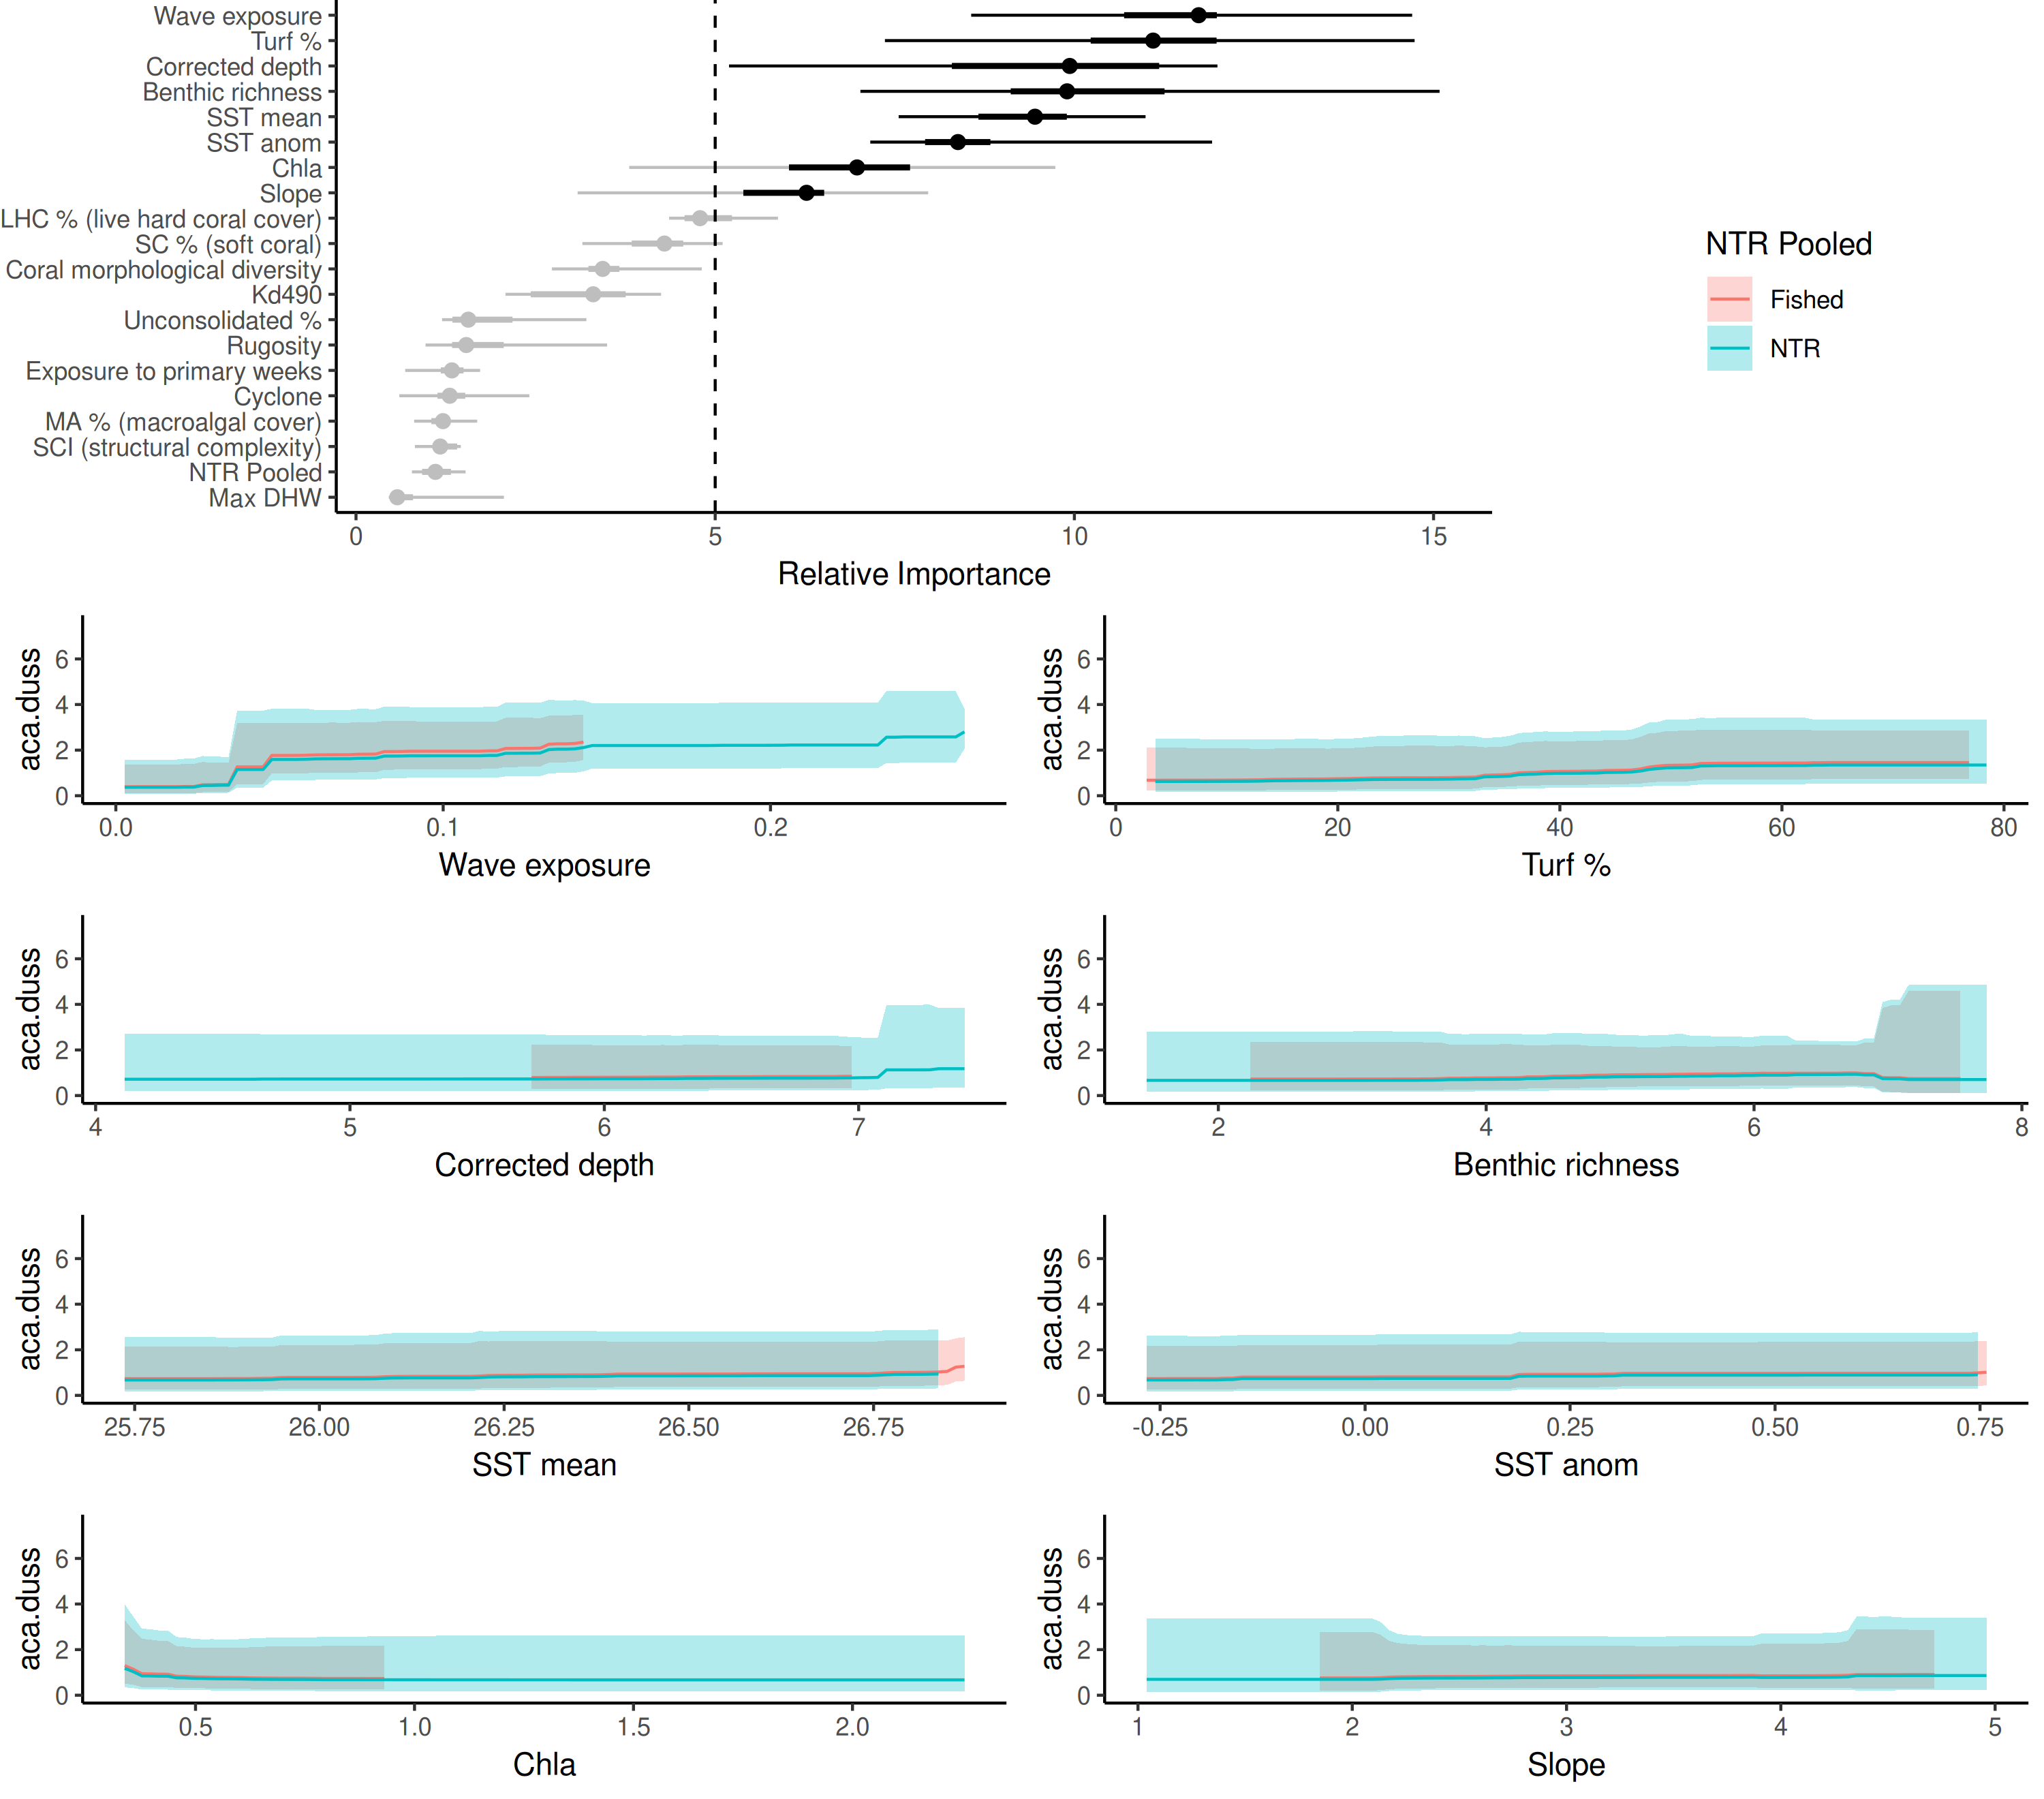 Wave exposure
Turf %
Corrected depth
Benthic richness
SST mean
SST anom
Chla
Slope
LHC % (live hard coral cover)
SC % (soft coral)
Coral morphological diversity
Kd490
Unconsolidated %
Rugosity
Exposure to primary weeks
Cyclone
MA % (macroalgal cover)
SCI (structural complexity)
NTR Pooled
Max DHW
0 5 10 15
Relative Importance
NTR Pooled
Fished
NTR
aca.duss
6
4
2
0
0.0 0.1 0.2
Wave exposure
aca.duss
6
4
2
0
0 20 40 60 80
Turf %
aca.duss
6
4
2
0
4 5 6 7
Corrected depth
aca.duss
6
4
2
0
2 4 6 8
Benthic richness
aca.duss
6
4
2
0
25.75 26.00 26.25 26.50 26.75
SST mean
aca.duss
6
4
2
0
-0.25 0.00 0.25 0.50 0.75
SST anom
aca.duss
6
4
2
0
0.5 1.0 1.5 2.0
Chla
aca.duss
6
4
2
0
1 2 3 4 5
Slope